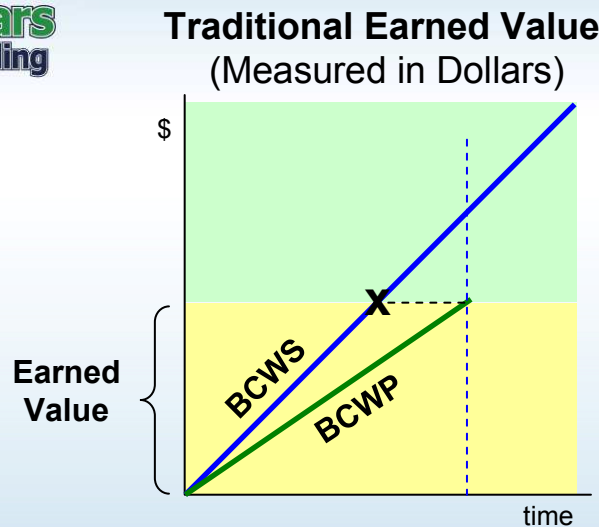 Traditional Earned Value
(Measured in Dollars)
$
X
BCWS
BCWP
Earned
Value
time